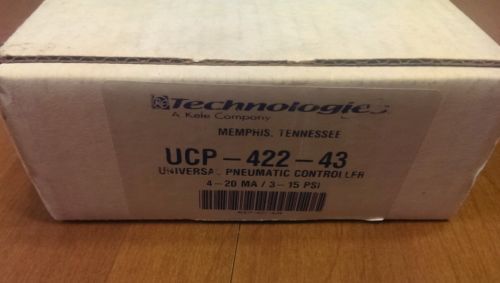 Technologies
A Kele Company
MEMPHIS, TENNESSEE
UCP-422-43
UNIVERSAL PNEUMATIC CONTROLLER
4-20 MA / 3-15 PSI